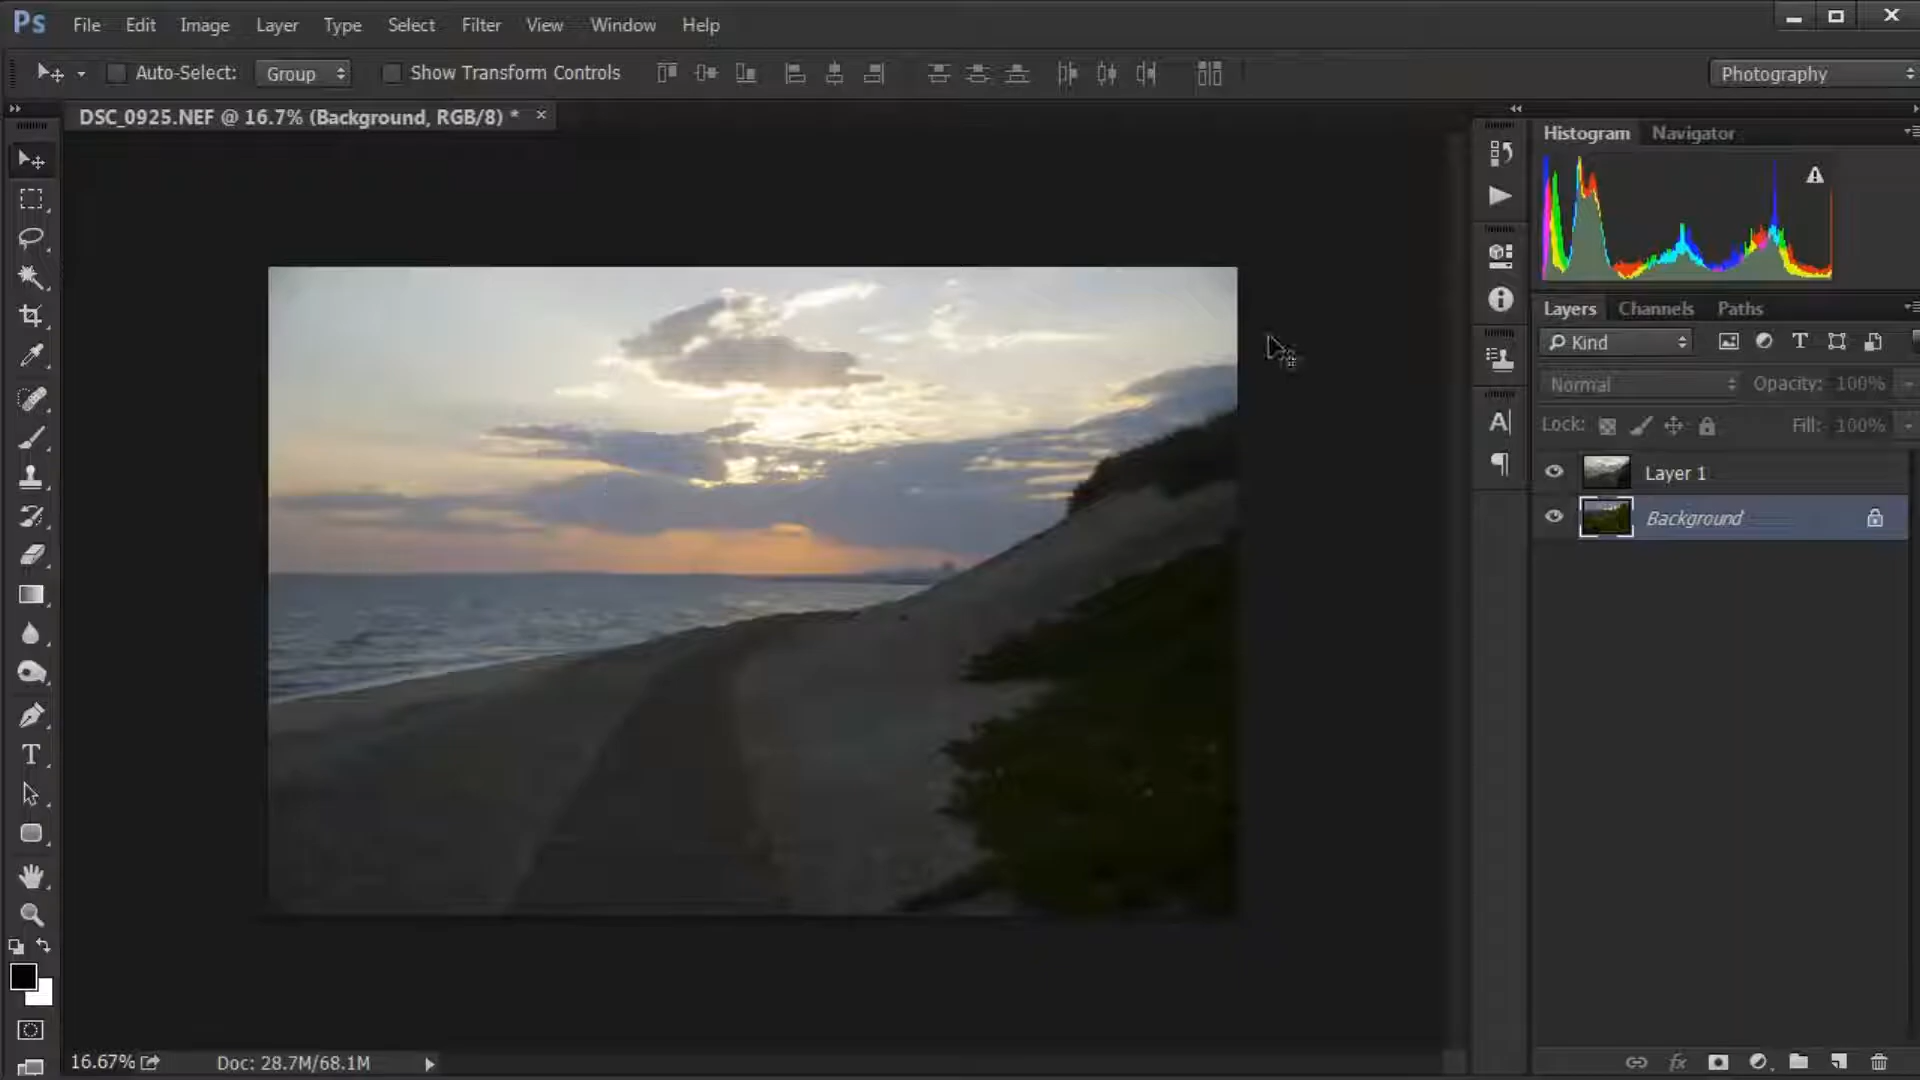 Ps File Edit Image Layer Type Select Filter View Window Help
Auto-Select: Group Show Transform Controls Photography
DSC_0925.NEF @ 16.7% (Background, RGB/8) * ×
Histogram Navigator
Layers Channels Paths
Kind
Normal Opacity: 100%
Lock: Fill: 100%
Layer 1
Background
16.67% Doc: 28.7M/68.1M